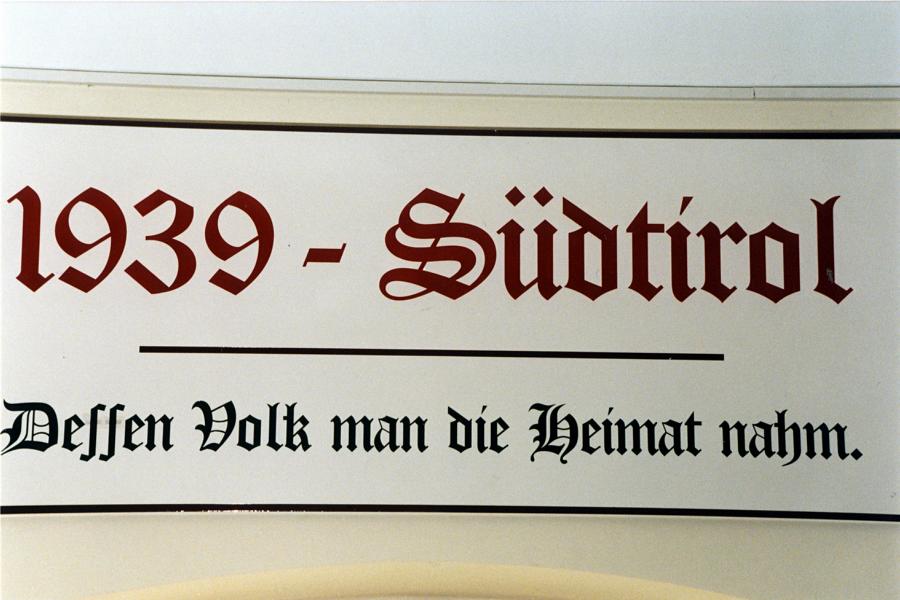 1939 - Südtirol
Deſſen Volk man die Heimat nahm.